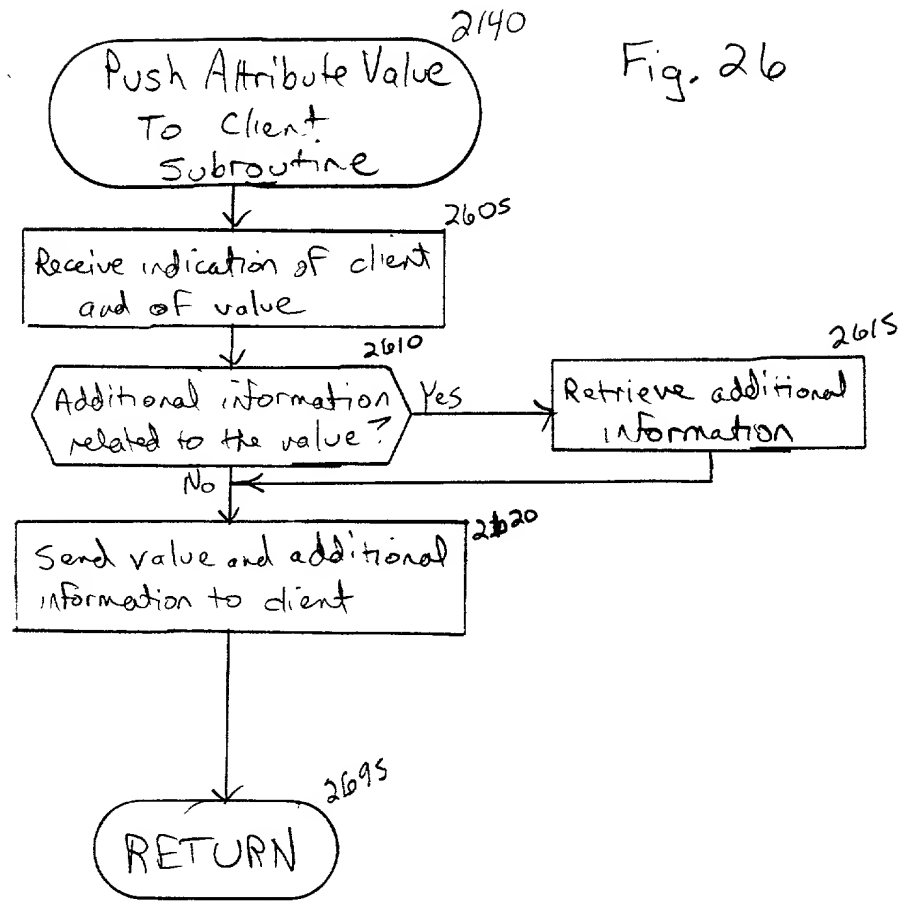 2140
Fig. 26
Push Attribute Value
To Client
Subroutine
2605
Receive indication of client
and of value
2610
2615
Additional information
related to the value?
Yes
Retrieve additional
information
No
2620
Send value and additional
information to client
2695
RETURN